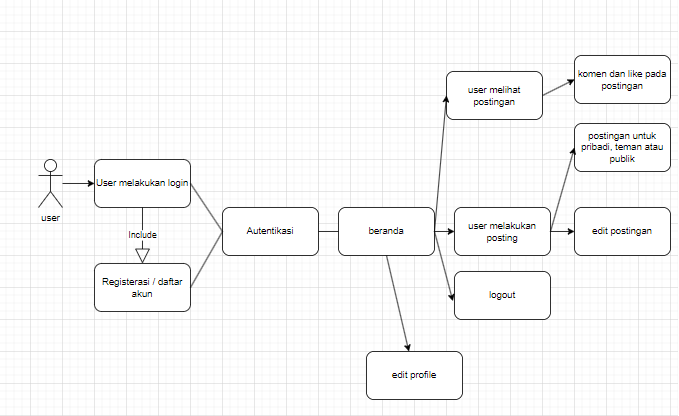 user
User melakukan login
Include
Registerasi / daftar
akun
Autentikasi
beranda
user melihat
postingan
komen dan like pada
postingan
postingan untuk
pribadi, teman atau
publik
user melakukan
posting
edit postingan
logout
edit profile